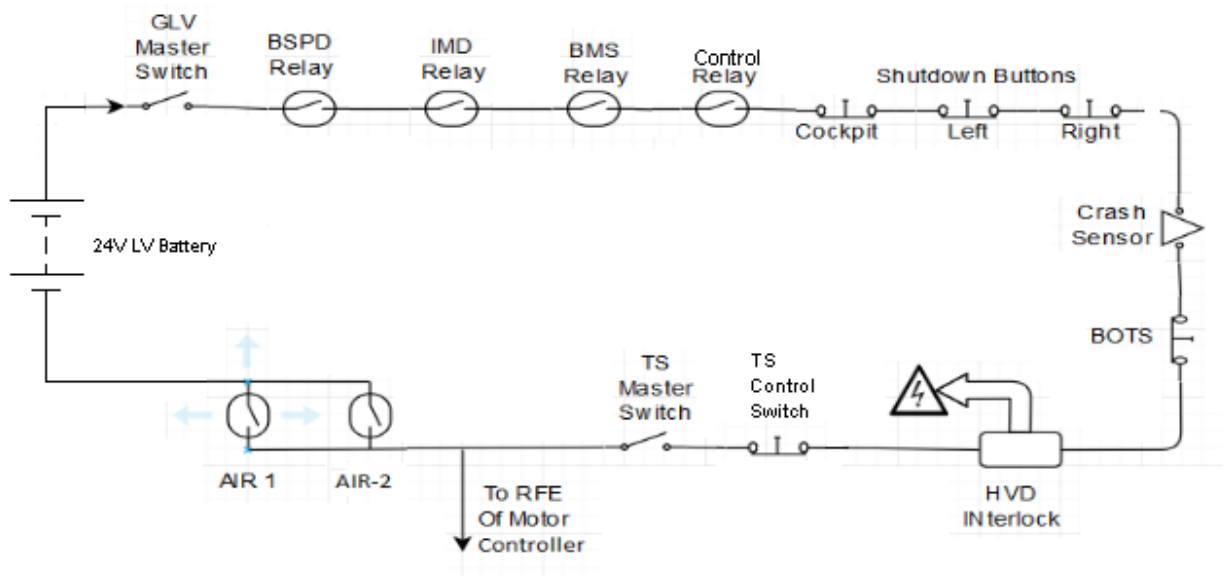 GLV
Master
Switch
BSPD
Relay
IMD
Relay
BMS
Relay
Control
Relay
Shutdown Buttons
Cockpit
Left
Right
Crash
Sensor
24V LV Battery
BOTS
TS
Master
Switch
TS
Control
Switch
AIR 1
AIR-2
To RFE
Of Motor
Controller
HVD
INterlock